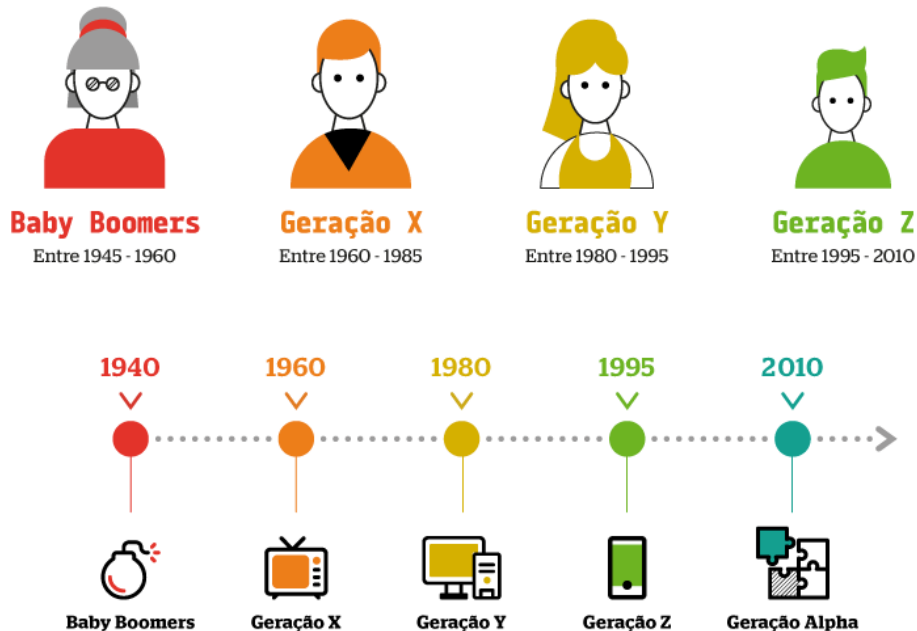 Baby Boomers
Entre 1945 - 1960
Geração X
Entre 1960 - 1985
Geração Y
Entre 1980 - 1995
Geração Z
Entre 1995 - 2010
1940
1960
1980
1995
2010
Baby Boomers
Geração X
Geração Y
Geração Z
Geração Alpha